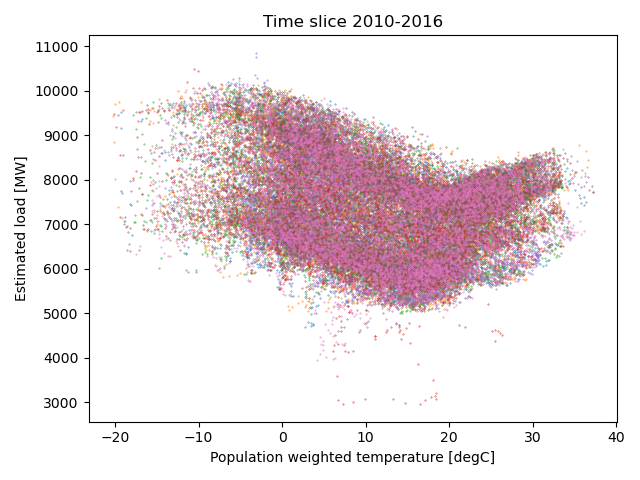 Time slice 2010-2016
11000
10000
9000
8000
7000
6000
5000
4000
3000
Estimated load [MW]
−20 −10 0 10 20 30 40
Population weighted temperature [degC]